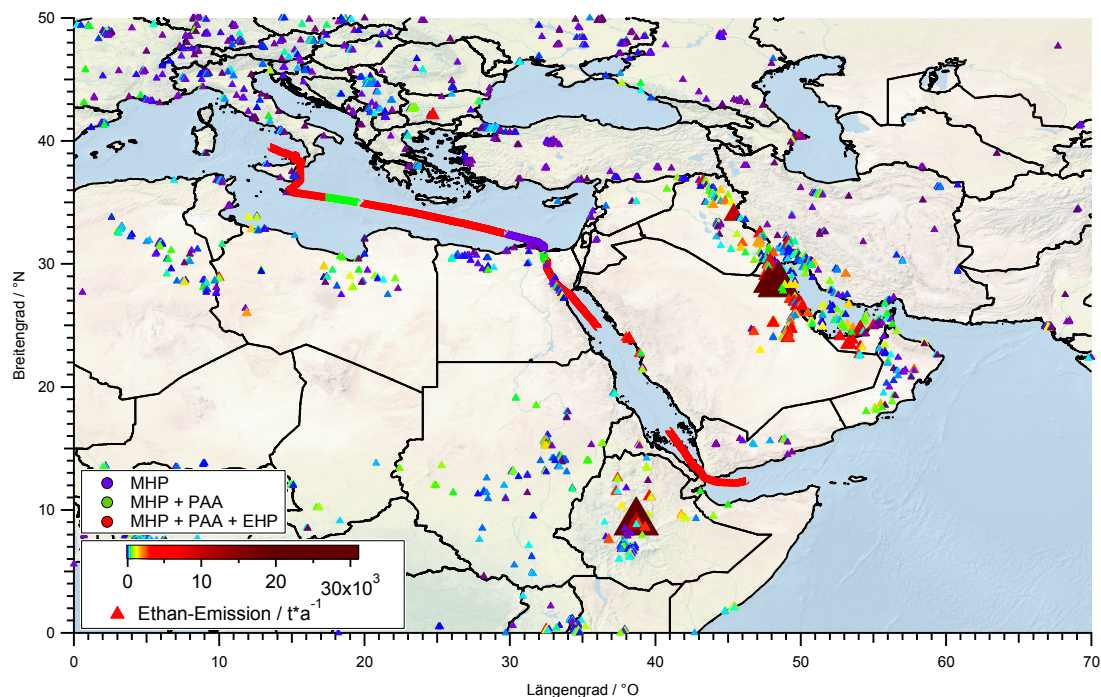 50
40
30
20
10
0
Breitengrad / °N
MHP
MHP + PAA
MHP + PAA + EHP
0 10 20 30x10³
Ethan-Emission / t*a⁻¹
0 10 20 30 40 50 60 70
Längengrad / °O